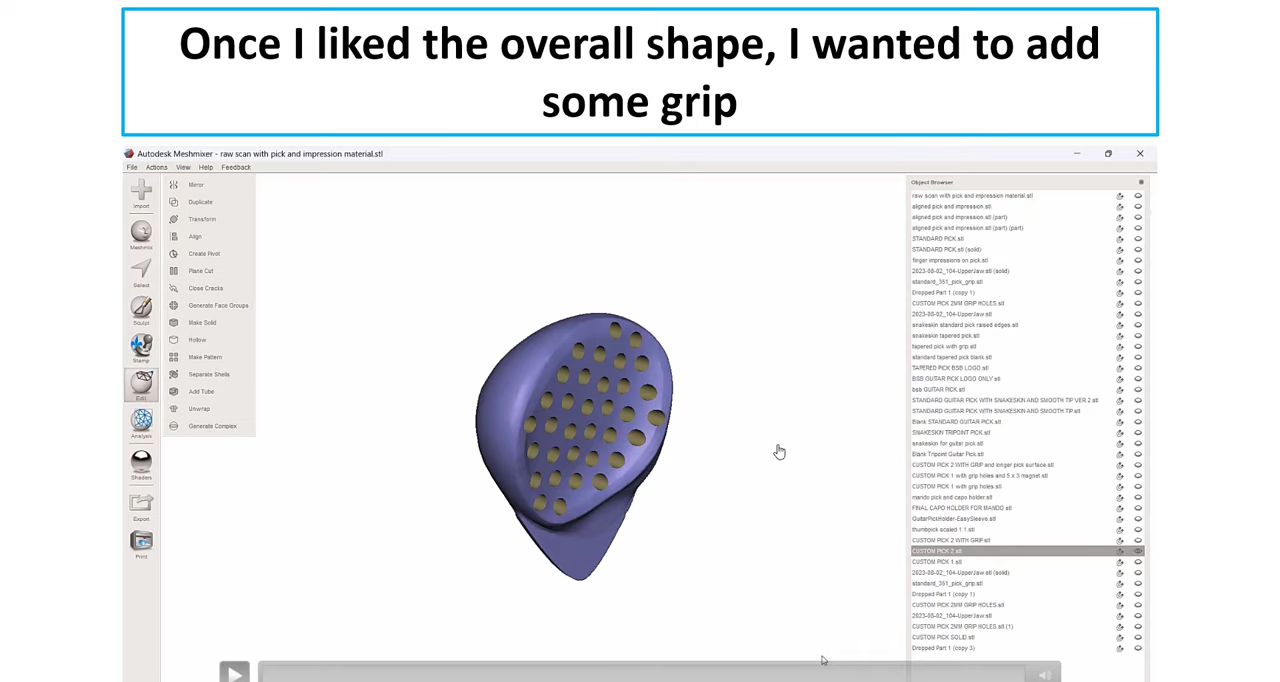 Once I liked the overall shape, I wanted to add
some grip
Autodesk Meshmixer - raw scan with pick and impression material.stl
File Actions View Help Feedback
Import
Meshmix
Select
Sculpt
Stamp
Edit
Analysis
Shaders
Export
Print
Mirror
Duplicate
Transform
Align
Create Pivot
Plane Cut
Close Cracks
Generate Face Groups
Make Solid
Hollow
Make Pattern
Separate Shells
Add Tube
Unwrap
Generate Complex
Object Browser
raw scan with pick and impression material.stl
aligned pick and impression.stl
aligned pick and impression.stl (part)
aligned pick and impression.stl (part) (part)
STANDARD PICK.stl
STANDARD PICK.stl (solid)
finger impressions on pick.stl
2023-08-02_104-UpperJaw.stl (solid)
standard_351_pick_grip.stl
Dropped Part 1 (copy 1)
CUSTOM PICK 2MM GRIP HOLES.stl
2023-08-02_104-UpperJaw.stl
snakeskin standard pick raised edges.stl
snakeskin tapered pick.stl
tapered pick with grip.stl
standard tapered pick blank.stl
TAPERED PICK BSB LOGO.stl
BSB GUITAR PICK LOGO ONLY.stl
bsb GUITAR PICK.stl
STANDARD GUITAR PICK WITH SNAKESKIN AND SMOOTH TIP VER 2.stl
STANDARD GUITAR PICK WITH SNAKESKIN AND SMOOTH TIP.stl
Blank STANDARD GUITAR PICK.stl
SNAKESKIN TRIPOINT PICK.stl
snakeskin for guitar pick.stl
Blank Tripoint Guitar Pick.stl
CUSTOM PICK 2 WITH GRIP and longer pick surface.stl
CUSTOM PICK 1 with grip holes and 5 x 3 magnet.stl
CUSTOM PICK 1 with grip holes.stl
mando pick and capo holder.stl
FINAL CAPO HOLDER FOR MANDO.stl
GuitarPickHolder-EasySleeve.stl
thumbpick scaled 1.1.stl
CUSTOM PICK 2 WITH GRIP.stl
CUSTOM PICK 2.stl
CUSTOM PICK 1.stl
2023-08-02_104-UpperJaw.stl (solid)
standard_351_pick_grip.stl
Dropped Part 1 (copy 1)
CUSTOM PICK 2MM GRIP HOLES.stl
2023-08-02_104-UpperJaw.stl
CUSTOM PICK 2MM GRIP HOLES.stl (1)
CUSTOM PICK SOLID.stl
Dropped Part 1 (copy 3)